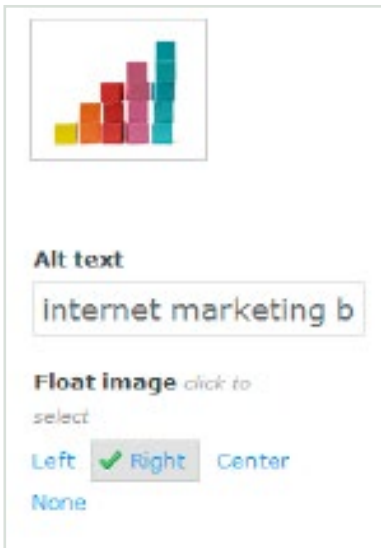 Alt text
internet marketing b
Float image click to
select
Left Right Center
None